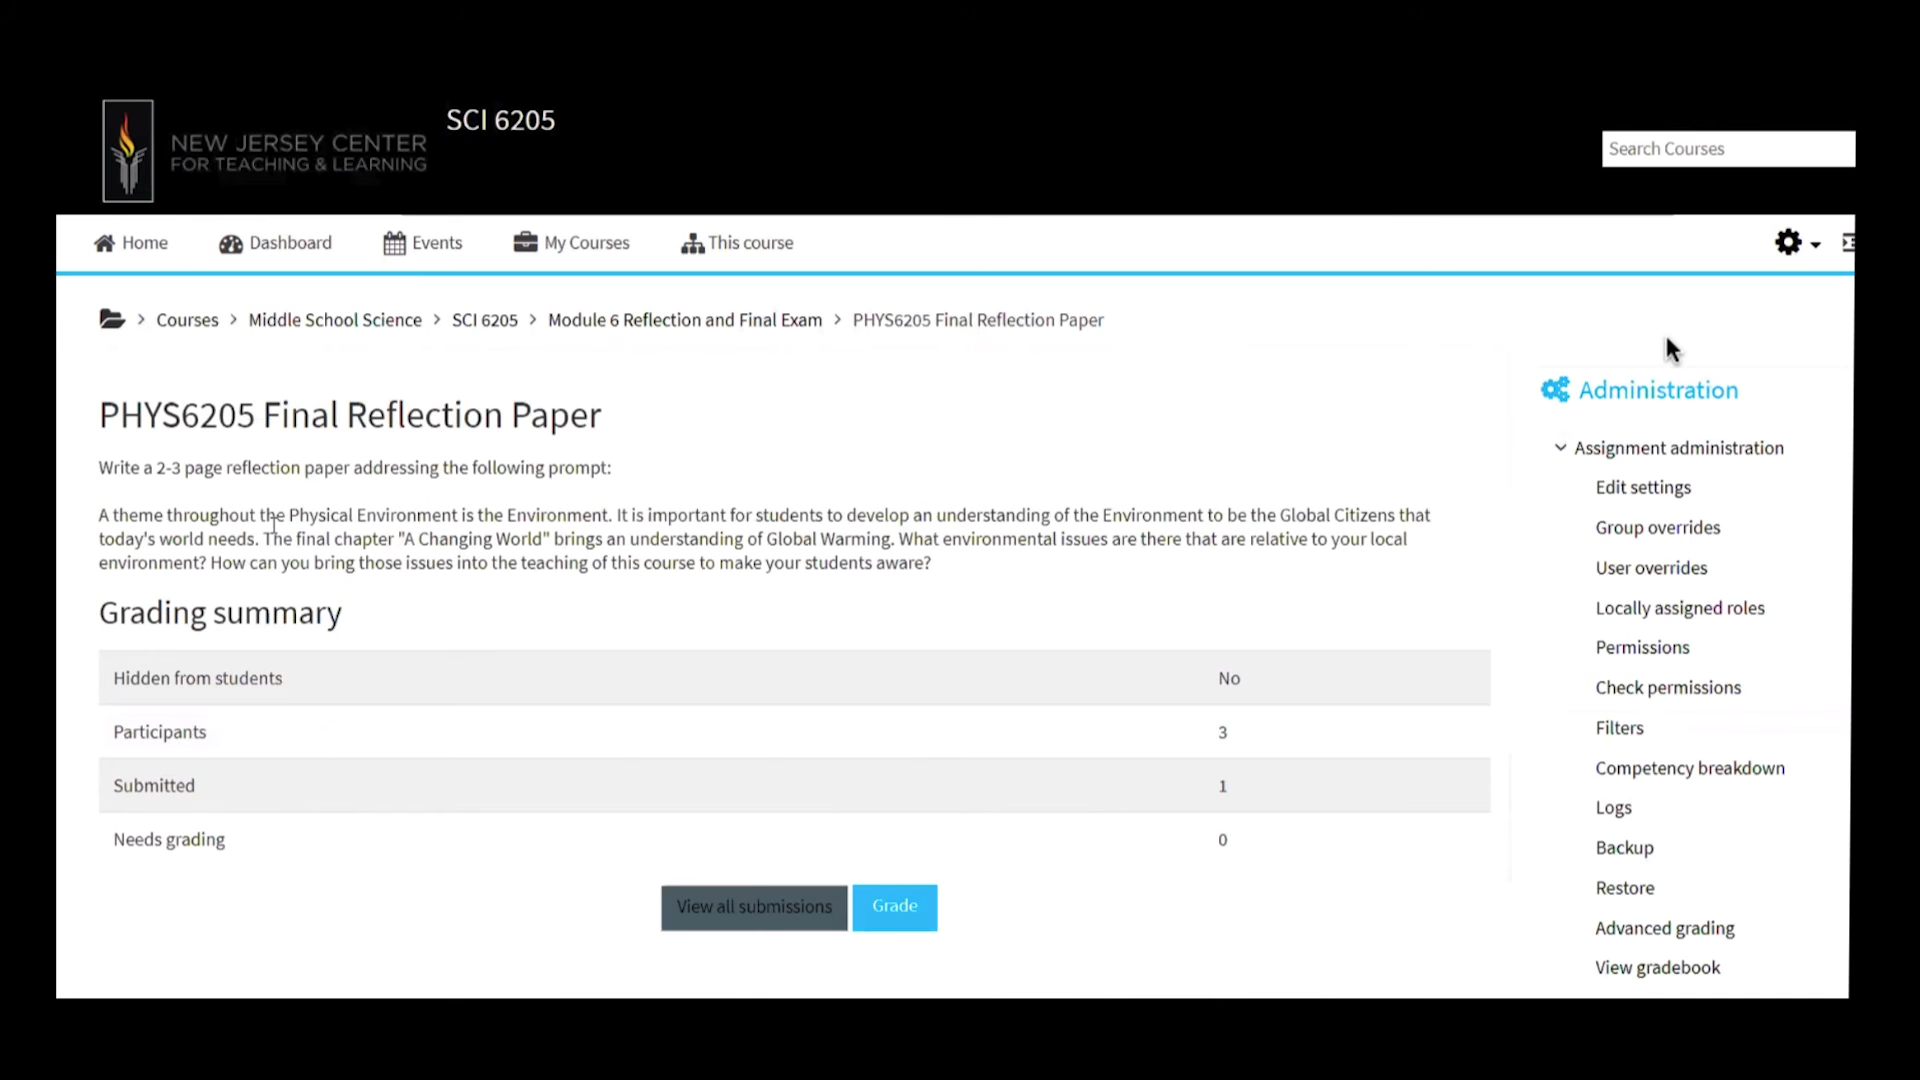 SCI 6205
NEW JERSEY CENTER
FOR TEACHING & LEARNING
Search Courses
Home Dashboard Events My Courses This course
Courses > Middle School Science > SCI 6205 > Module 6 Reflection and Final Exam > PHYS6205 Final Reflection Paper
PHYS6205 Final Reflection Paper
Write a 2-3 page reflection paper addressing the following prompt:
A theme throughout the Physical Environment is the Environment. It is important for students to develop an understanding of the Environment to be the Global Citizens that
today's world needs. The final chapter "A Changing World" brings an understanding of Global Warming. What environmental issues are there that are relative to your local
environment? How can you bring those issues into the teaching of this course to make your students aware?
Grading summary
Hidden from students No
Participants 3
Submitted 1
Needs grading 0
View all submissions Grade
Administration
Assignment administration
Edit settings
Group overrides
User overrides
Locally assigned roles
Permissions
Check permissions
Filters
Competency breakdown
Logs
Backup
Restore
Advanced grading
View gradebook